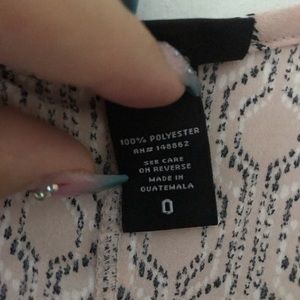 100% POLYESTER
RN# 148862
SEE CARE
ON REVERSE
MADE IN
GUATEMALA
0